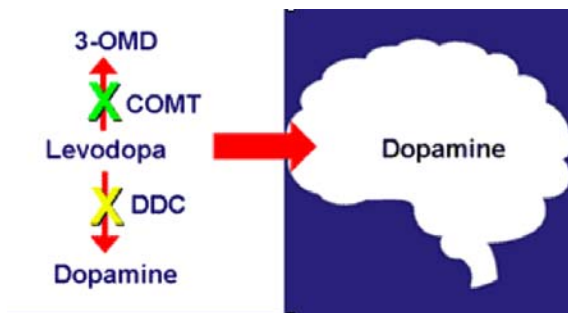 3-OMD
X COMT
Levodopa
X DDC
Dopamine
Dopamine